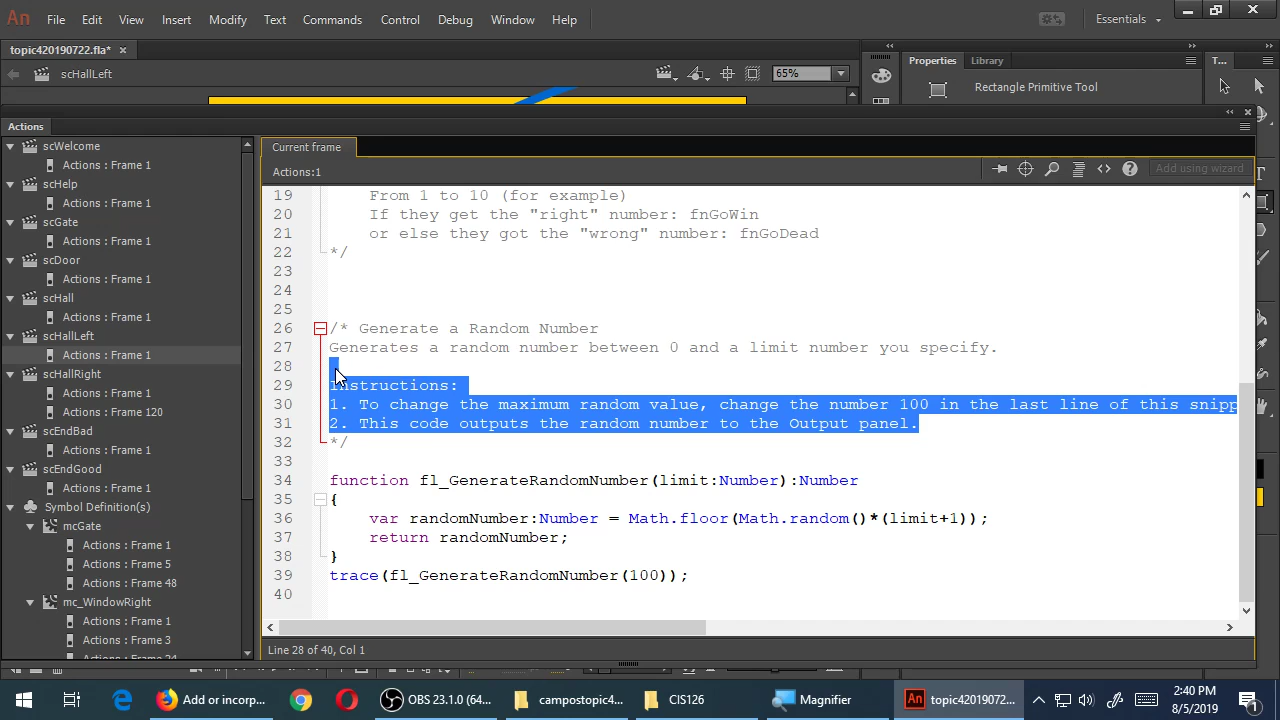 An File Edit View Insert Modify Text Commands Control Debug Window Help Essentials
topic420190722.fla* ×
scHallLeft 65% Properties Library T...
Rectangle Primitive Tool
Actions
Current frame
Actions:1 Add using wizard
scWelcome
Actions : Frame 1
scHelp
Actions : Frame 1
scGate
Actions : Frame 1
scDoor
Actions : Frame 1
scHall
Actions : Frame 1
scHallLeft
Actions : Frame 1
scHallRight
Actions : Frame 1
Actions : Frame 120
scEndBad
Actions : Frame 1
scEndGood
Actions : Frame 1
Symbol Definition(s)
mcGate
Actions : Frame 1
Actions : Frame 5
Actions : Frame 48
mc_WindowRight
Actions : Frame 1
Actions : Frame 3
Actions : Frame 24
19 From 1 to 10 (for example)
20 If they get the "right" number: fnGoWin
21 or else they got the "wrong" number: fnGoDead
22 */
23
24
25
26 /* Generate a Random Number
27 Generates a random number between 0 and a limit number you specify.
28
29 Instructions:
30 1. To change the maximum random value, change the number 100 in the last line of this snipp
31 2. This code outputs the random number to the Output panel.
32 */
33
34 function fl_GenerateRandomNumber(limit:Number):Number
35 {
36 var randomNumber:Number = Math.floor(Math.random()*(limit+1));
37 return randomNumber;
38 }
39 trace(fl_GenerateRandomNumber(100));
40
Line 28 of 40, Col 1
Add or incorp... OBS 23.1.0 (64... campostopic4... CIS126 Magnifier An topic42019072...
2:40 PM
8/5/2019
1